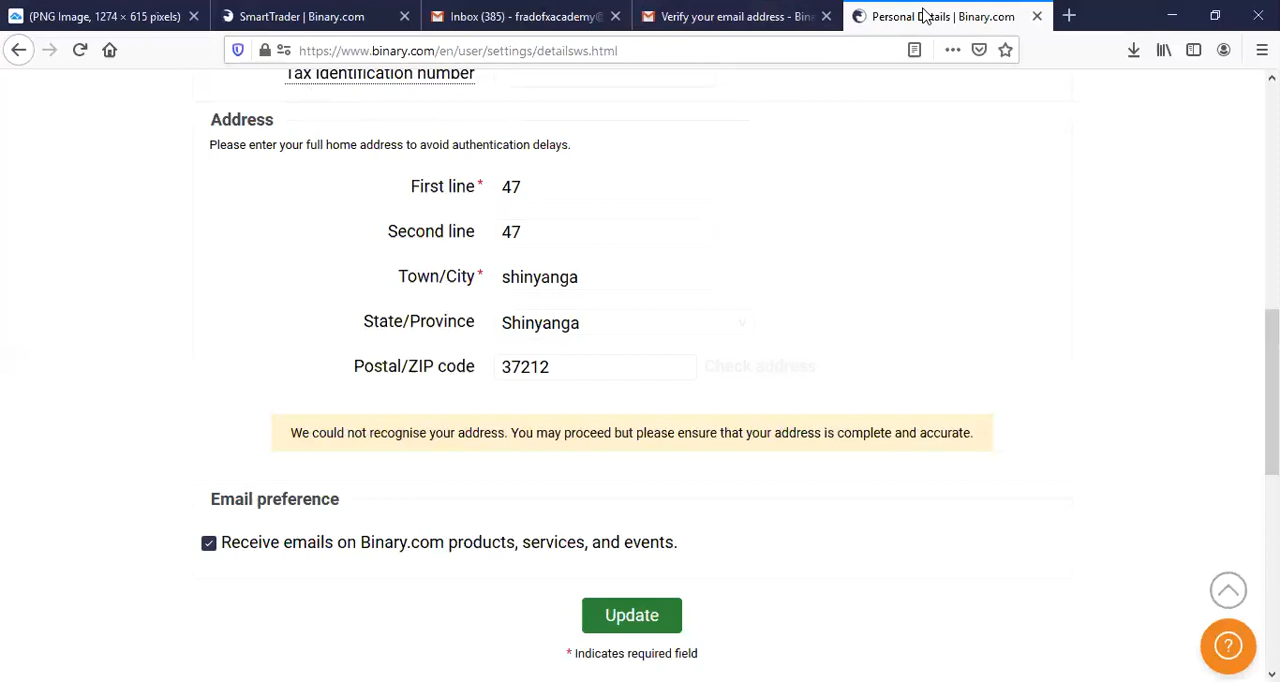 (PNG Image, 1274 × 615 pixels)
SmartTrader | Binary.com
Inbox (385) - fradofxacademy@
Verify your email address - Bin
Personal Details | Binary.com
https://www.binary.com/en/user/settings/detailsws.html
Tax identification number
Address
Please enter your full home address to avoid authentication delays.
First line* 47
Second line 47
Town/City* shinyanga
State/Province Shinyanga
Postal/ZIP code 37212 Check address
We could not recognise your address. You may proceed but please ensure that your address is complete and accurate.
Email preference
Receive emails on Binary.com products, services, and events.
Update
* Indicates required field